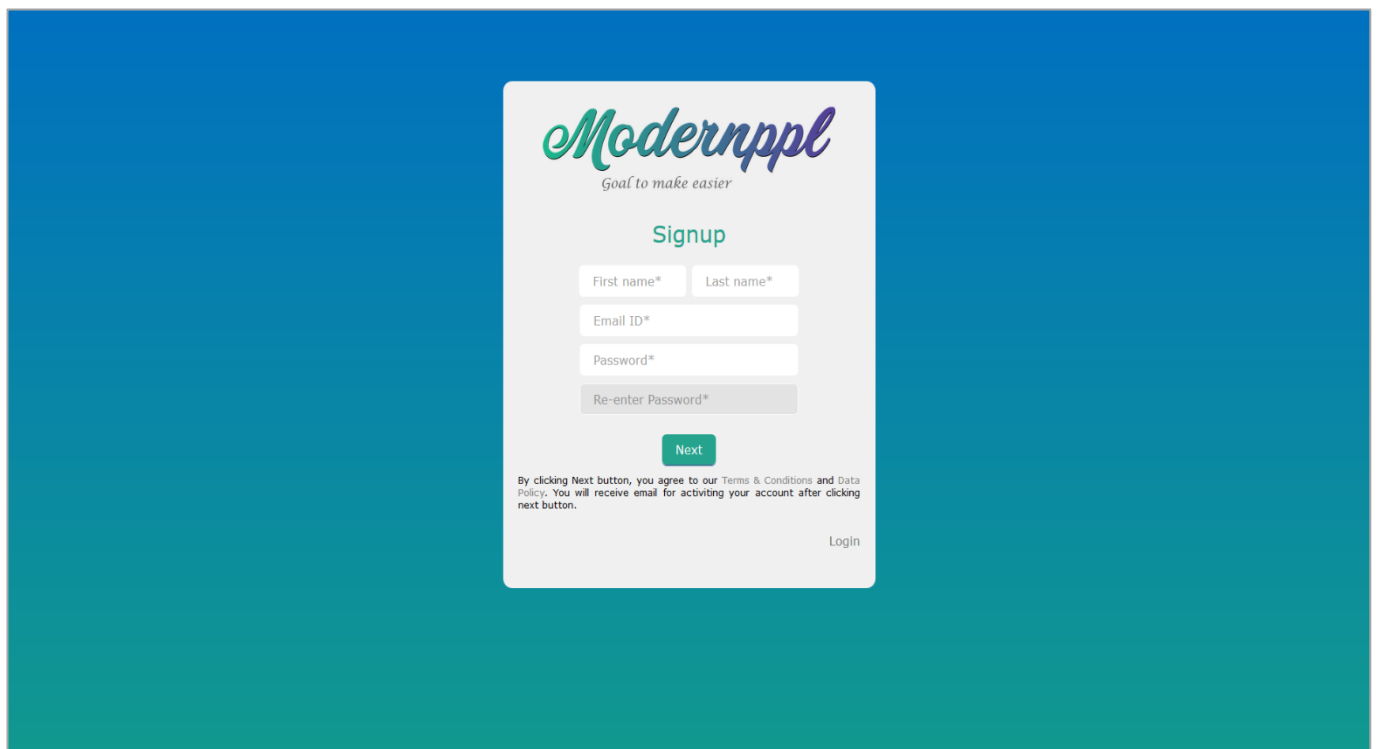 Modernppl
Goal to make easier
Signup
First name* Last name*
Email ID*
Password*
Re-enter Password*
Next
By clicking Next button, you agree to our Terms & Conditions and Data
Policy. You will receive email for activiting your account after clicking
next button.
Login